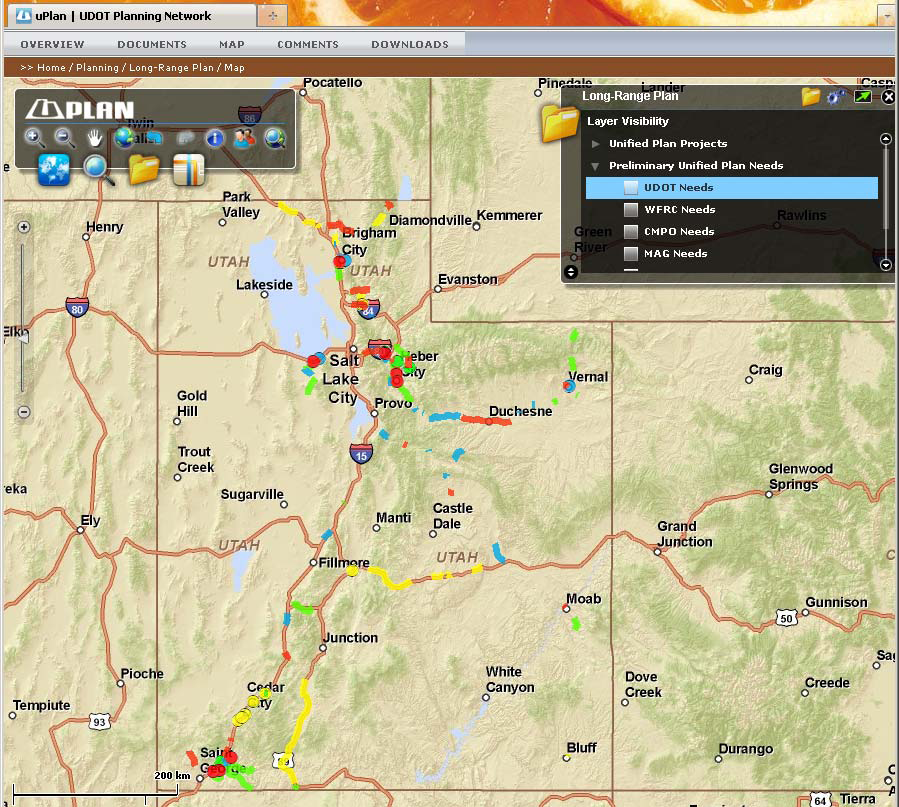 uPlan | UDOT Planning Network
OVERVIEW DOCUMENTS MAP COMMENTS DOWNLOADS
>> Home / Planning / Long-Range Plan / Map
UPLAN
Long-Range Plan
Layer Visibility
Unified Plan Projects
Preliminary Unified Plan Needs
UDOT Needs
WFRC Needs
CMPO Needs
MAG Needs
Pocatello
Pinedale
Lander
Casp
86
Twin
Falls
Park
Valley
Diamondville
Kemmerer
Green
River
Rawlins
Henry
Brigham
City
UTAH
UTAH
Lakeside
Evanston
80
84
Elko
Salt
Lake
City
Heber
City
Vernal
Craig
Gold
Hill
Provo
Duchesne
Trout
Creek
15
Glenwood
Springs
Sugarville
eka
Castle
Dale
Manti
Ely
Grand
Junction
UTAH
UTAH
Fillmore
Moab
Gunnison
50
Junction
Sa
Pioche
White
Canyon
Dove
Creek
Creede
Cedar
City
Tempiute
93
Saint
George
Bluff
Durango
200 km
64
Tierra